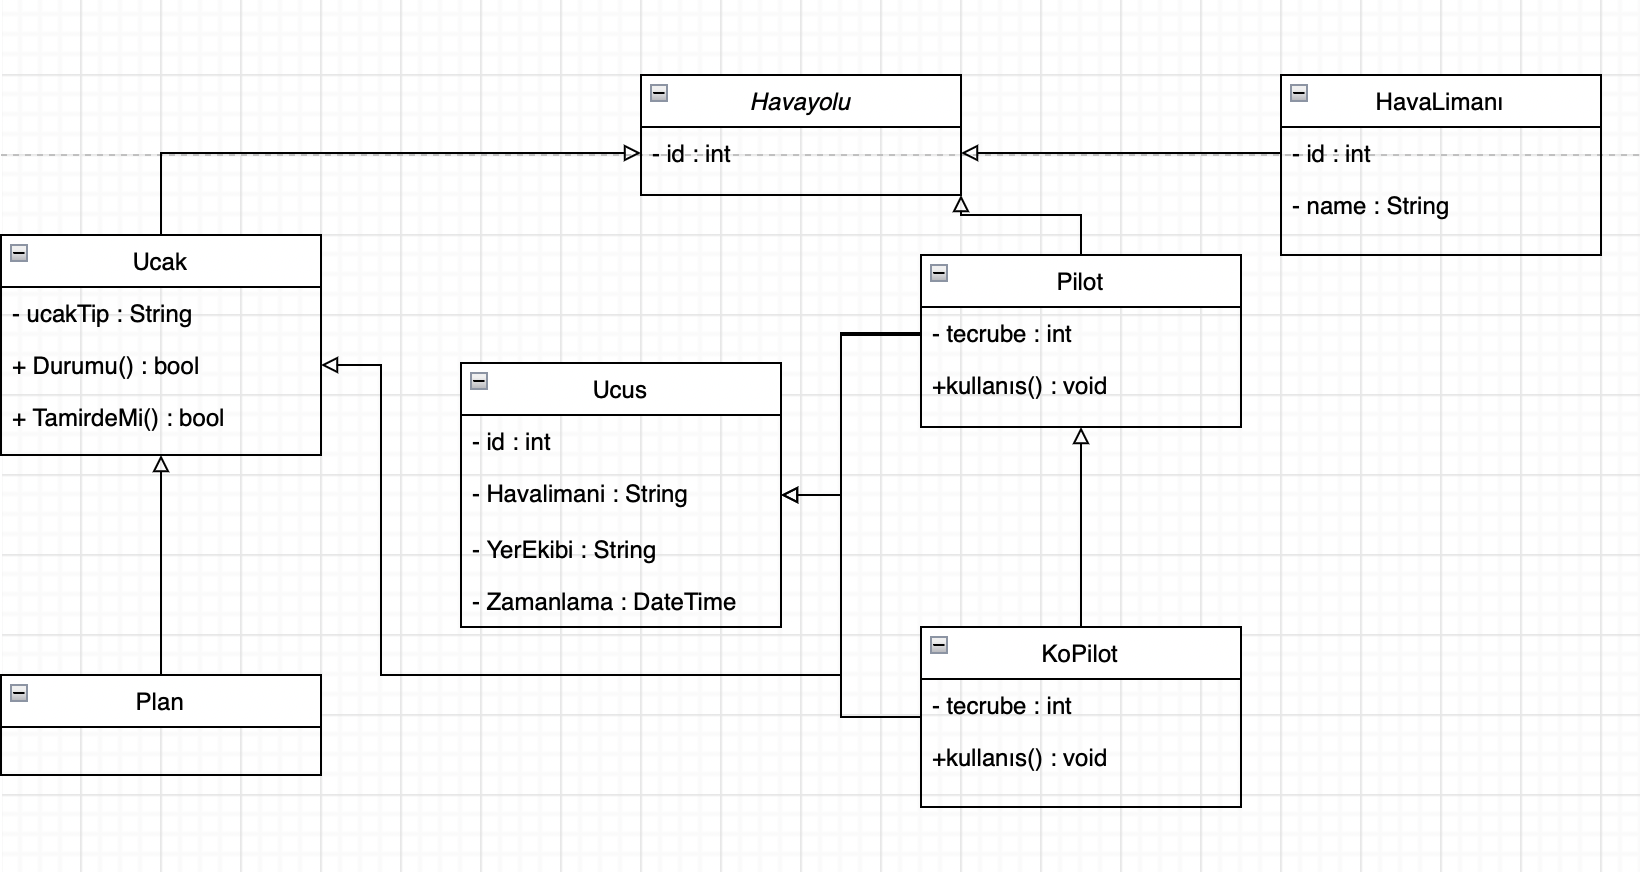 Havayolu
- id : int
HavaLimanı
- id : int
- name : String
Ucak
- ucakTip : String
+ Durumu() : bool
+ TamirdeMi() : bool
Pilot
- tecrube : int
+kullanıs() : void
Ucus
- id : int
- Havalimani : String
- YerEkibi : String
- Zamanlama : DateTime
KoPilot
- tecrube : int
+kullanıs() : void
Plan